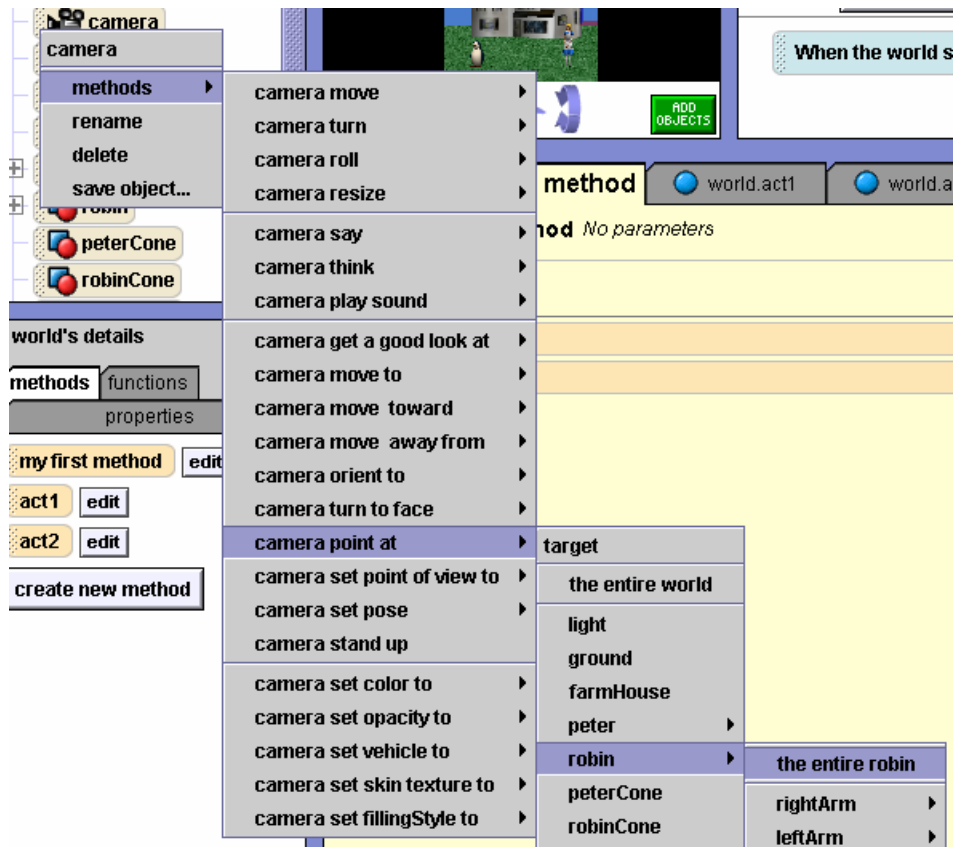 camera
camera
methods
rename
delete
save object...
robin
peterCone
robinCone
world's details
methods
functions
properties
my first method
edit
act1
edit
act2
edit
create new method
camera move
camera turn
camera roll
camera resize
camera say
camera think
camera play sound
camera get a good look at
camera move to
camera move toward
camera move away from
camera orient to
camera turn to face
camera point at
camera set point of view to
camera set pose
camera stand up
camera set color to
camera set opacity to
camera set vehicle to
camera set skin texture to
camera set fillingStyle to
target
the entire world
light
ground
farmHouse
peter
robin
peterCone
robinCone
the entire robin
rightArm
leftArm
ADD
OBJECTS
When the world s
method
world.act1
world.a
hod No parameters